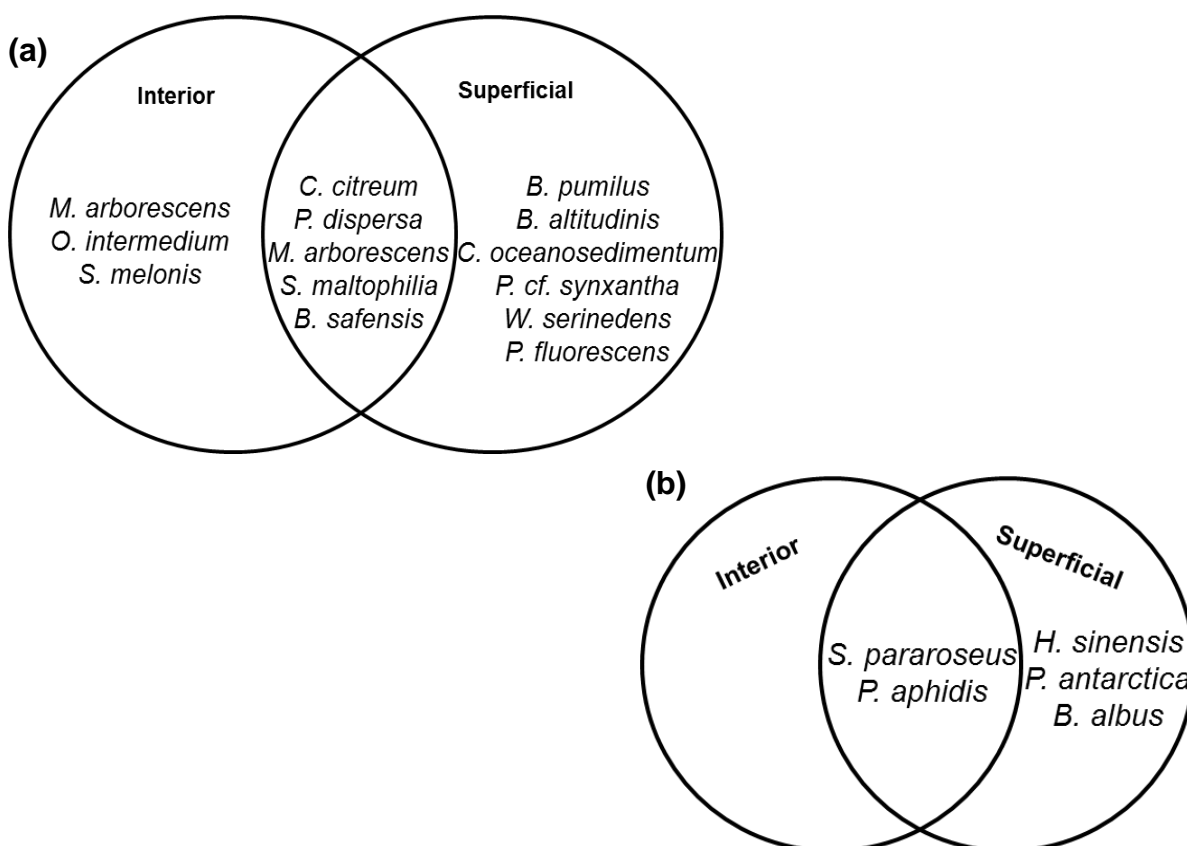 (a)
Interior
M. arborescens
O. intermedium
S. melonis
C. citreum
P. dispersa
M. arborescens
S. maltophilia
B. safensis
Superficial
B. pumilus
B. altitudinis
C. oceanosedimentum
P. cf. synxantha
W. serinedens
P. fluorescens
(b)
Interior
S. pararoseus
P. aphidis
Superficial
H. sinensis
P. antarctica
B. albus